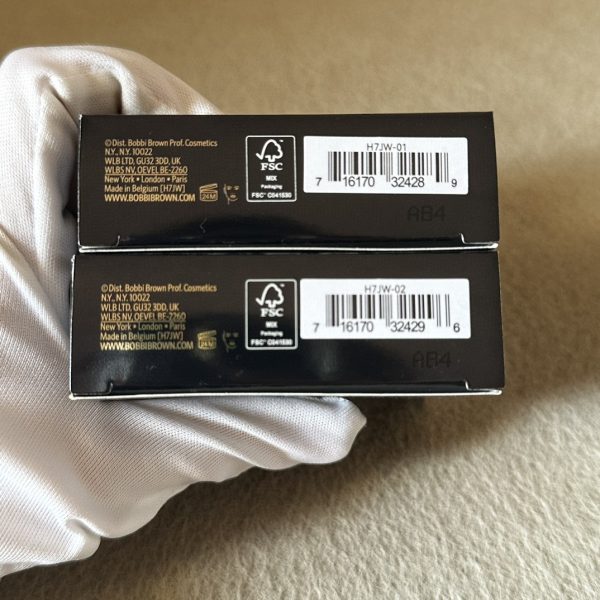 ©Dist. Bobbi Brown Prof. Cosmetics
N.Y., N.Y. 10022
WLB LTD, GU32 3DD, UK
WLBS NV, OEVEL BE-2260
New York • London • Paris
Made in Belgium [H7JW]
WWW.BOBBIBROWN.COM
24M
FSC
MIX
Packaging
FSC™ C041530
H7JW-01
7 16170 32428 9
AB4
©Dist. Bobbi Brown Prof. Cosmetics
N.Y., N.Y. 10022
WLB LTD, GU32 3DD, UK
WLBS NV, OEVEL BE-2260
New York • London • Paris
Made in Belgium [H7JW]
WWW.BOBBIBROWN.COM
24M
FSC
MIX
Packaging
FSC™ C041530
H7JW-02
7 16170 32429 6
AB4